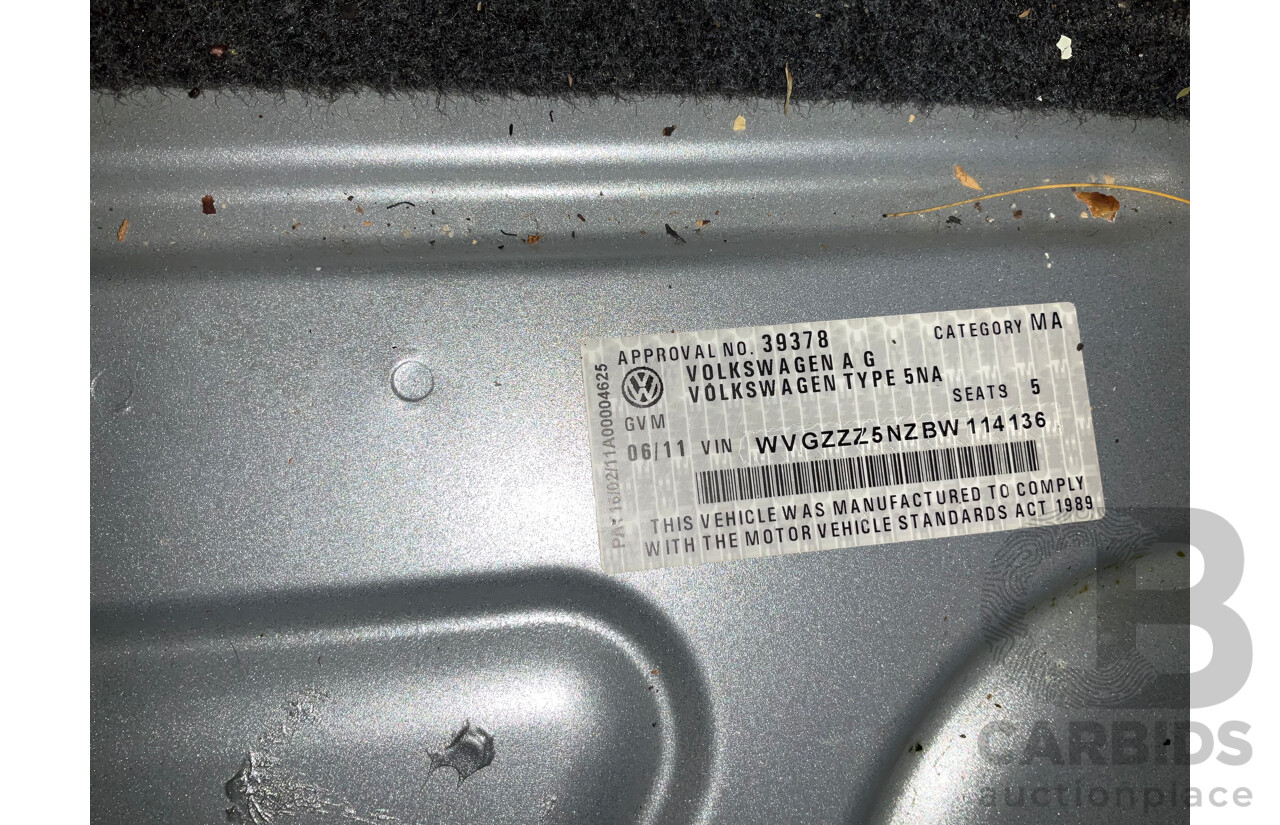 APPROVAL NO. 39378 CATEGORY MA
VOLKSWAGEN A G
VOLKSWAGEN TYPE 5NA
SEATS 5
GVM
06/11 VIN WVGZZZ5NZBW114136
THIS VEHICLE WAS MANUFACTURED TO COMPLY
WITH THE MOTOR VEHICLE STANDARDS ACT 1989
16/02/11A00004625
B
CARBIDS
auctionplace